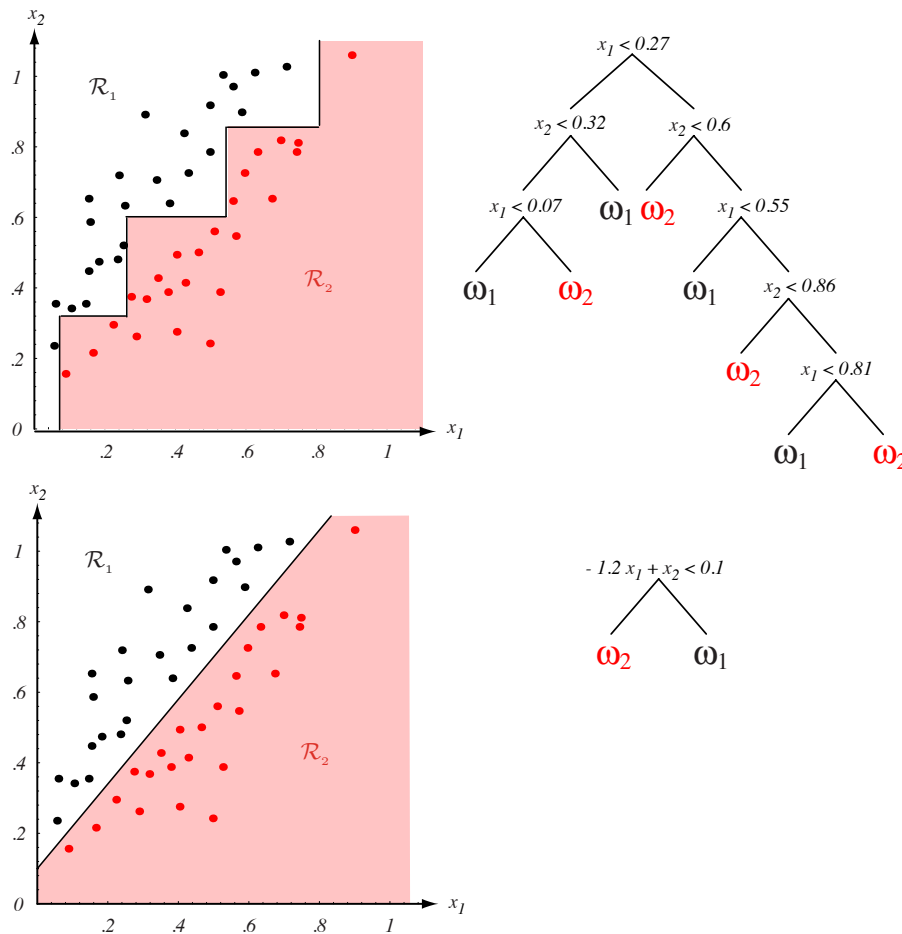 x2
1
.8
.6
.4
.2
0
.2 .4 .6 .8 1 x1
R1
R2
x1 < 0.27
x2 < 0.32 x2 < 0.6
x1 < 0.07 ω1 ω2 x1 < 0.55
ω1 ω2 ω1 x2 < 0.86
ω2 x1 < 0.81
ω1 ω2
x2
1
.8
.6
.4
.2
0
.2 .4 .6 .8 1 x1
R1
R2
- 1.2 x1 + x2 < 0.1
ω2 ω1